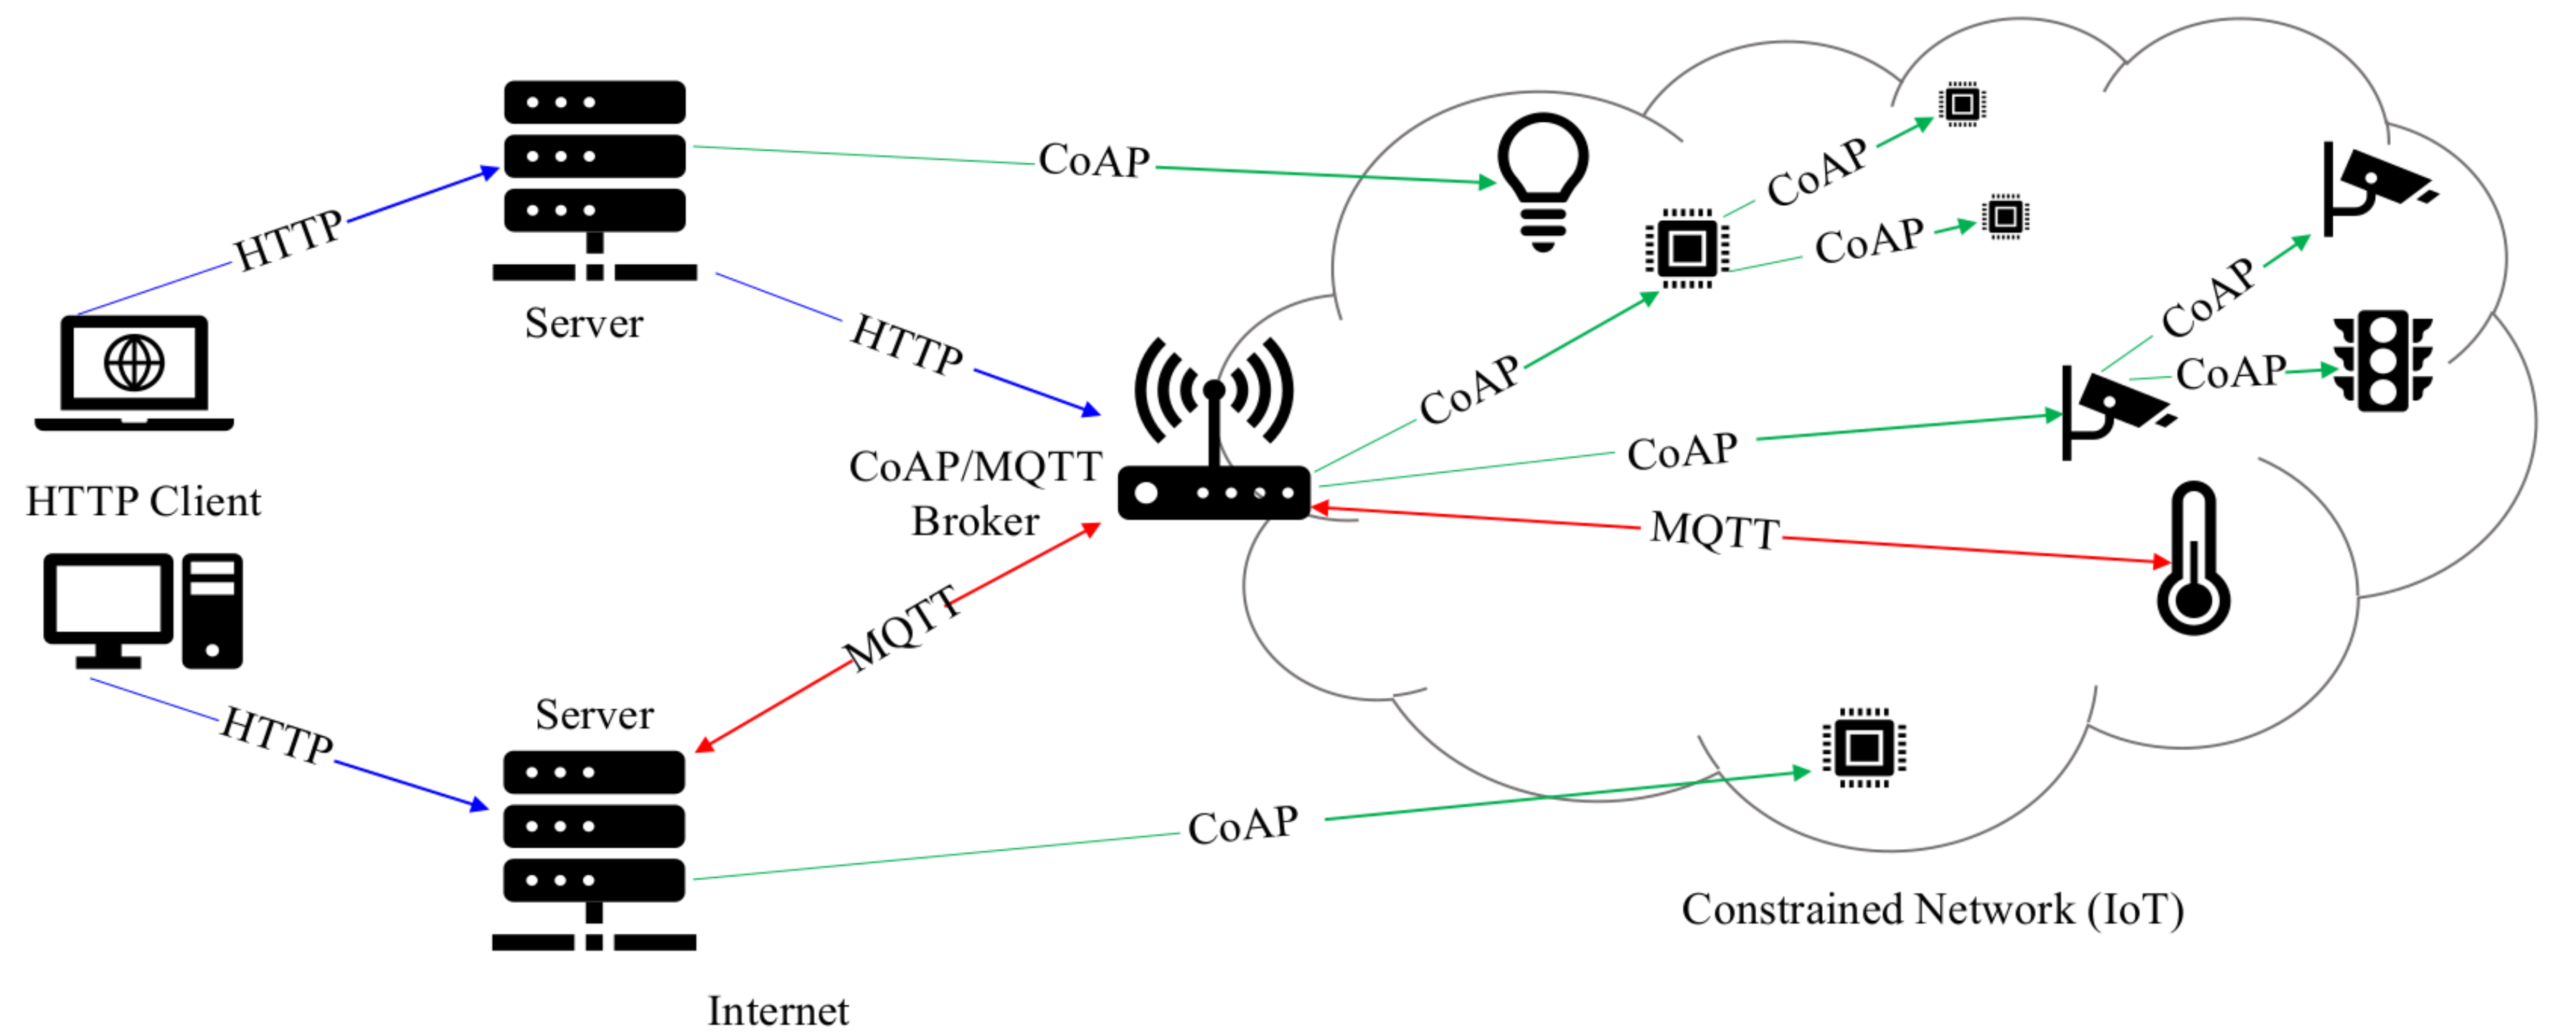 CoAP
CoAP
HTTP
CoAP
Server
HTTP
CoAP
CoAP
CoAP
CoAP
CoAP/MQTT
Broker
HTTP Client
MQTT
MQTT
Server
HTTP
CoAP
Constrained Network (IoT)
Internet